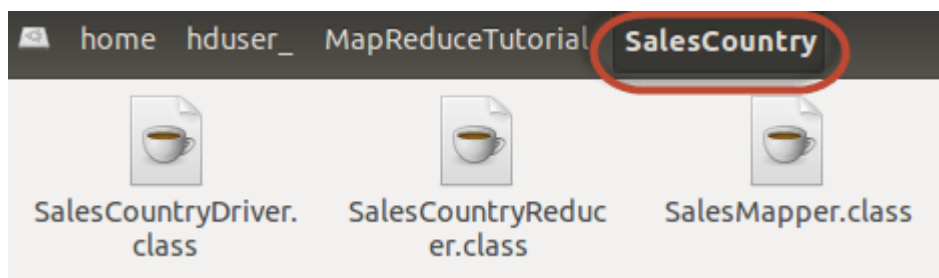 home hduser_ MapReduceTutorial SalesCountry
SalesCountryDriver.
class
SalesCountryReduc
er.class
SalesMapper.class